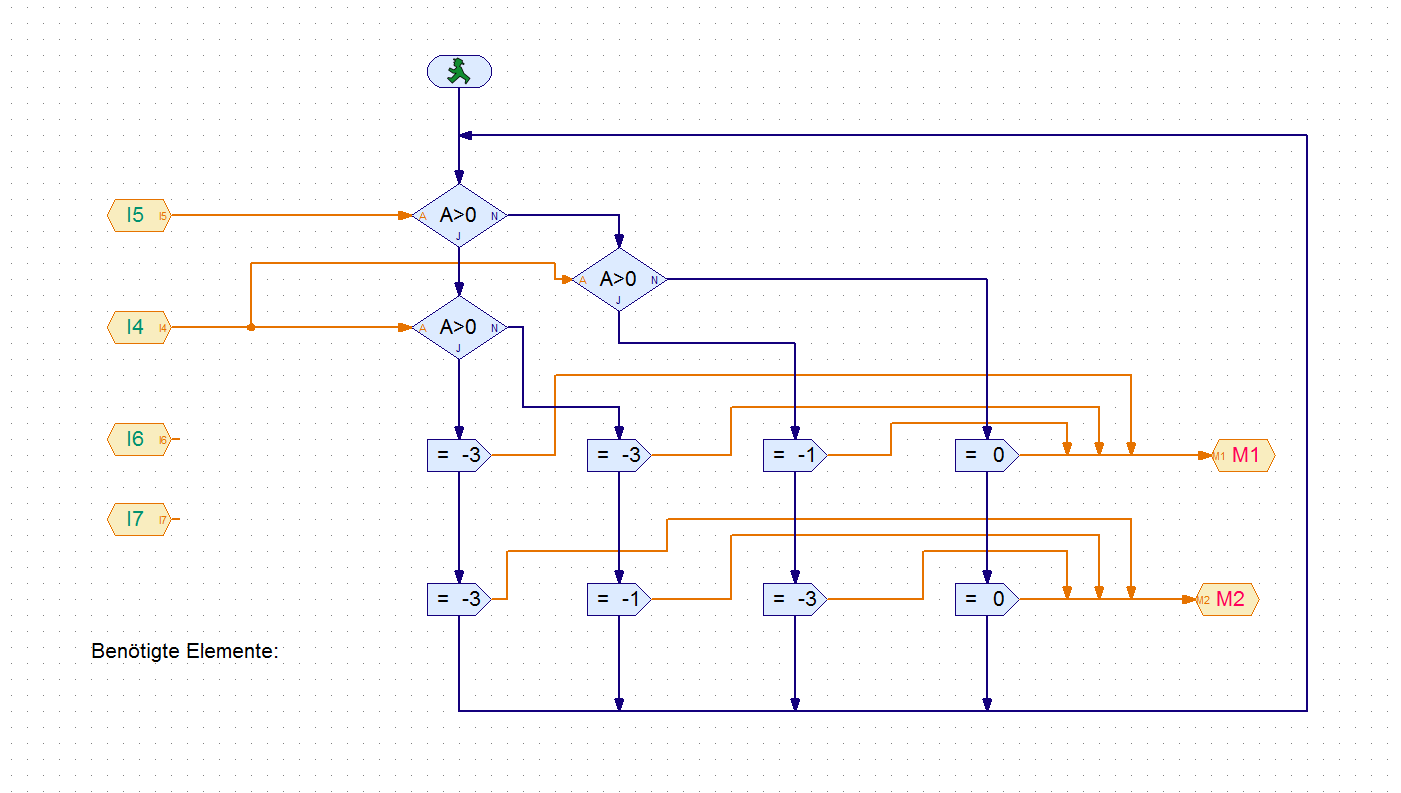 I5 I5 A A>0 N
J
A A>0 N
J
I4 I4 A A>0 N
J
I6 I6
= -3 = -3 = -1 = 0 M1 M1
I7 I7
= -3 = -1 = -3 = 0 M2 M2
Benötigte Elemente: